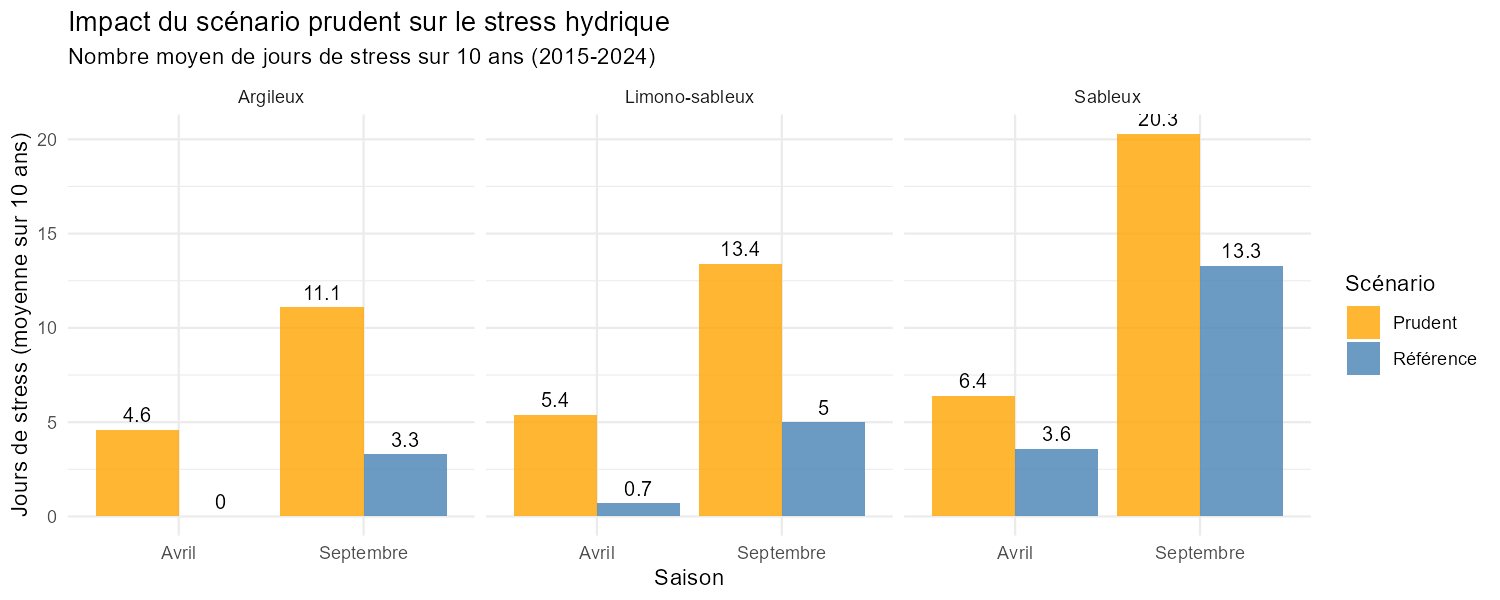 Impact du scénario prudent sur le stress hydrique
Nombre moyen de jours de stress sur 10 ans (2015-2024)
Argileux
Limono-sableux
Sableux
Jours de stress (moyenne sur 10 ans)
20
15
10
5
0
4.6
0
11.1
3.3
5.4
0.7
13.4
5
6.4
3.6
20.3
13.3
Avril
Septembre
Avril
Septembre
Avril
Septembre
Saison
Scénario
Prudent
Référence